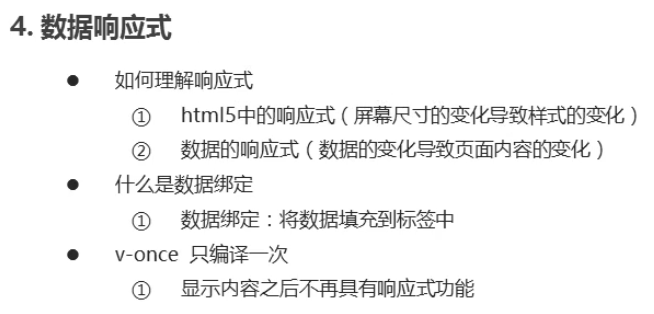 4. 数据响应式
● 如何理解响应式
① html5中的响应式（屏幕尺寸的变化导致样式的变化）
② 数据的响应式（数据的变化导致页面内容的变化）
● 什么是数据绑定
① 数据绑定：将数据填充到标签中
● v-once 只编译一次
① 显示内容之后不再具有响应式功能